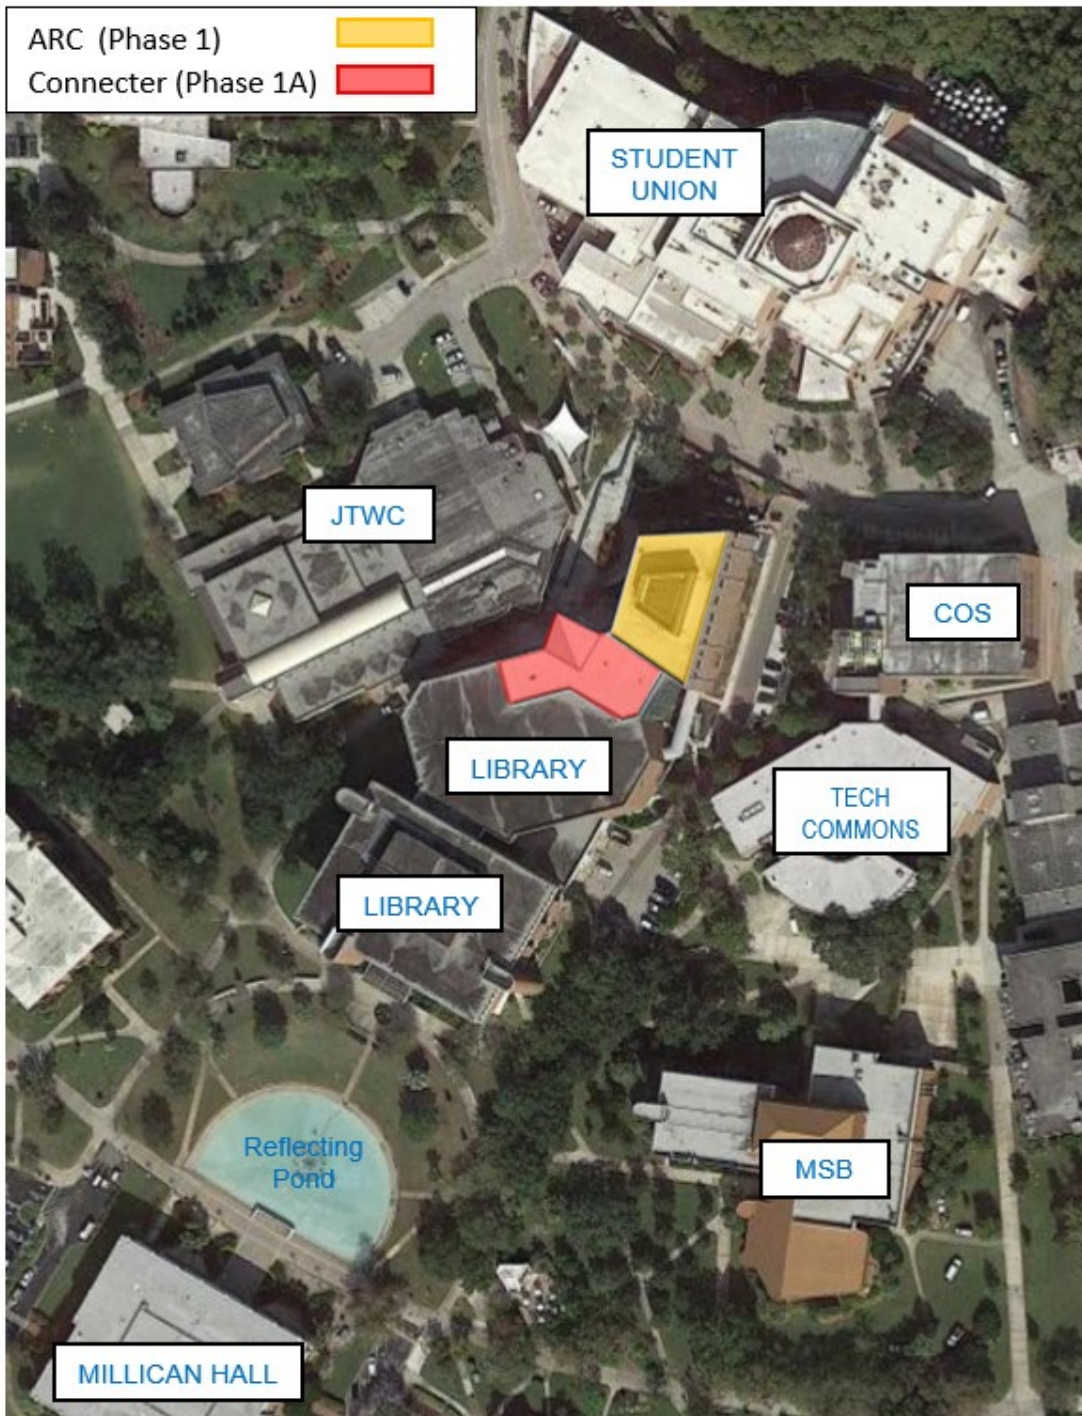 ARC (Phase 1)
Connecter (Phase 1A)
STUDENT
UNION
JTWC
COS
LIBRARY
TECH
COMMONS
LIBRARY
Reflecting
Pond
MSB
MILLICAN HALL